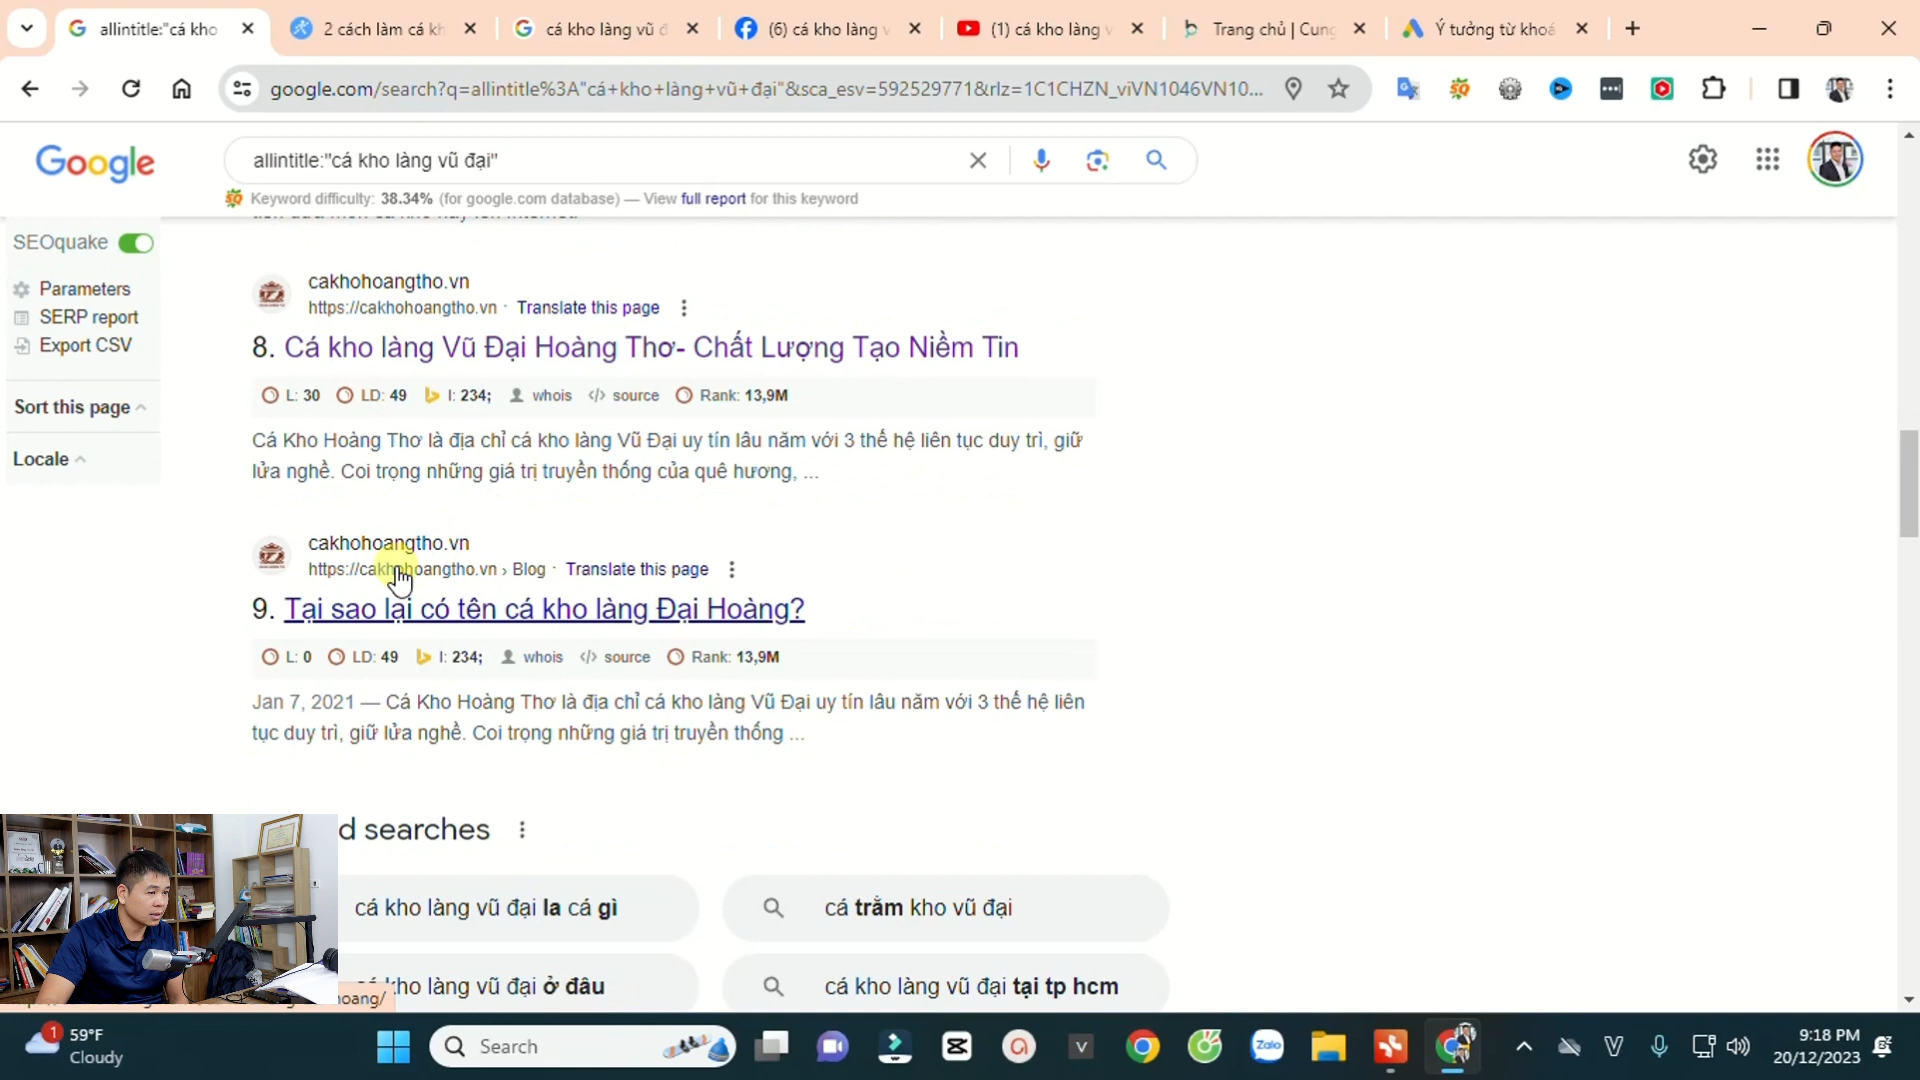 allintitle:"cá kho
2 cách làm cá kh
cá kho làng vũ đ
(6) cá kho làng v
(1) cá kho làng v
Trang chủ | Cung
Ý tưởng từ khoá
google.com/search?q=allintitle%3A"cá+kho+làng+vũ+đại"&sca_esv=592529771&rlz=1C1CHZN_viVN1046VN10...
Google
allintitle:"cá kho làng vũ đại"
Keyword difficulty: 38.34% (for google.com database) — View full report for this keyword
SEOquake
Parameters
SERP report
Export CSV
Sort this page
Locale
cakhohoangtho.vn
https://cakhohoangtho.vn · Translate this page
8. Cá kho làng Vũ Đại Hoàng Thơ- Chất Lượng Tạo Niềm Tin
L: 30 LD: 49 I: 234; whois source Rank: 13,9M
Cá Kho Hoàng Thơ là địa chỉ cá kho làng Vũ Đại uy tín lâu năm với 3 thế hệ liên tục duy trì, giữ
lửa nghề. Coi trọng những giá trị truyền thống của quê hương, ...
cakhohoangtho.vn
https://cakhohoangtho.vn › Blog · Translate this page
9. Tại sao lại có tên cá kho làng Đại Hoàng?
L: 0 LD: 49 I: 234; whois source Rank: 13,9M
Jan 7, 2021 — Cá Kho Hoàng Thơ là địa chỉ cá kho làng Vũ Đại uy tín lâu năm với 3 thế hệ liên
tục duy trì, giữ lửa nghề. Coi trọng những giá trị truyền thống ...
d searches
cá kho làng vũ đại la cá gì
cá trắm kho vũ đại
kho làng vũ đại ở đâu
cá kho làng vũ đại tại tp hcm
hoang/
1
59°F
Cloudy
Search
Zalo
9:18 PM
20/12/2023